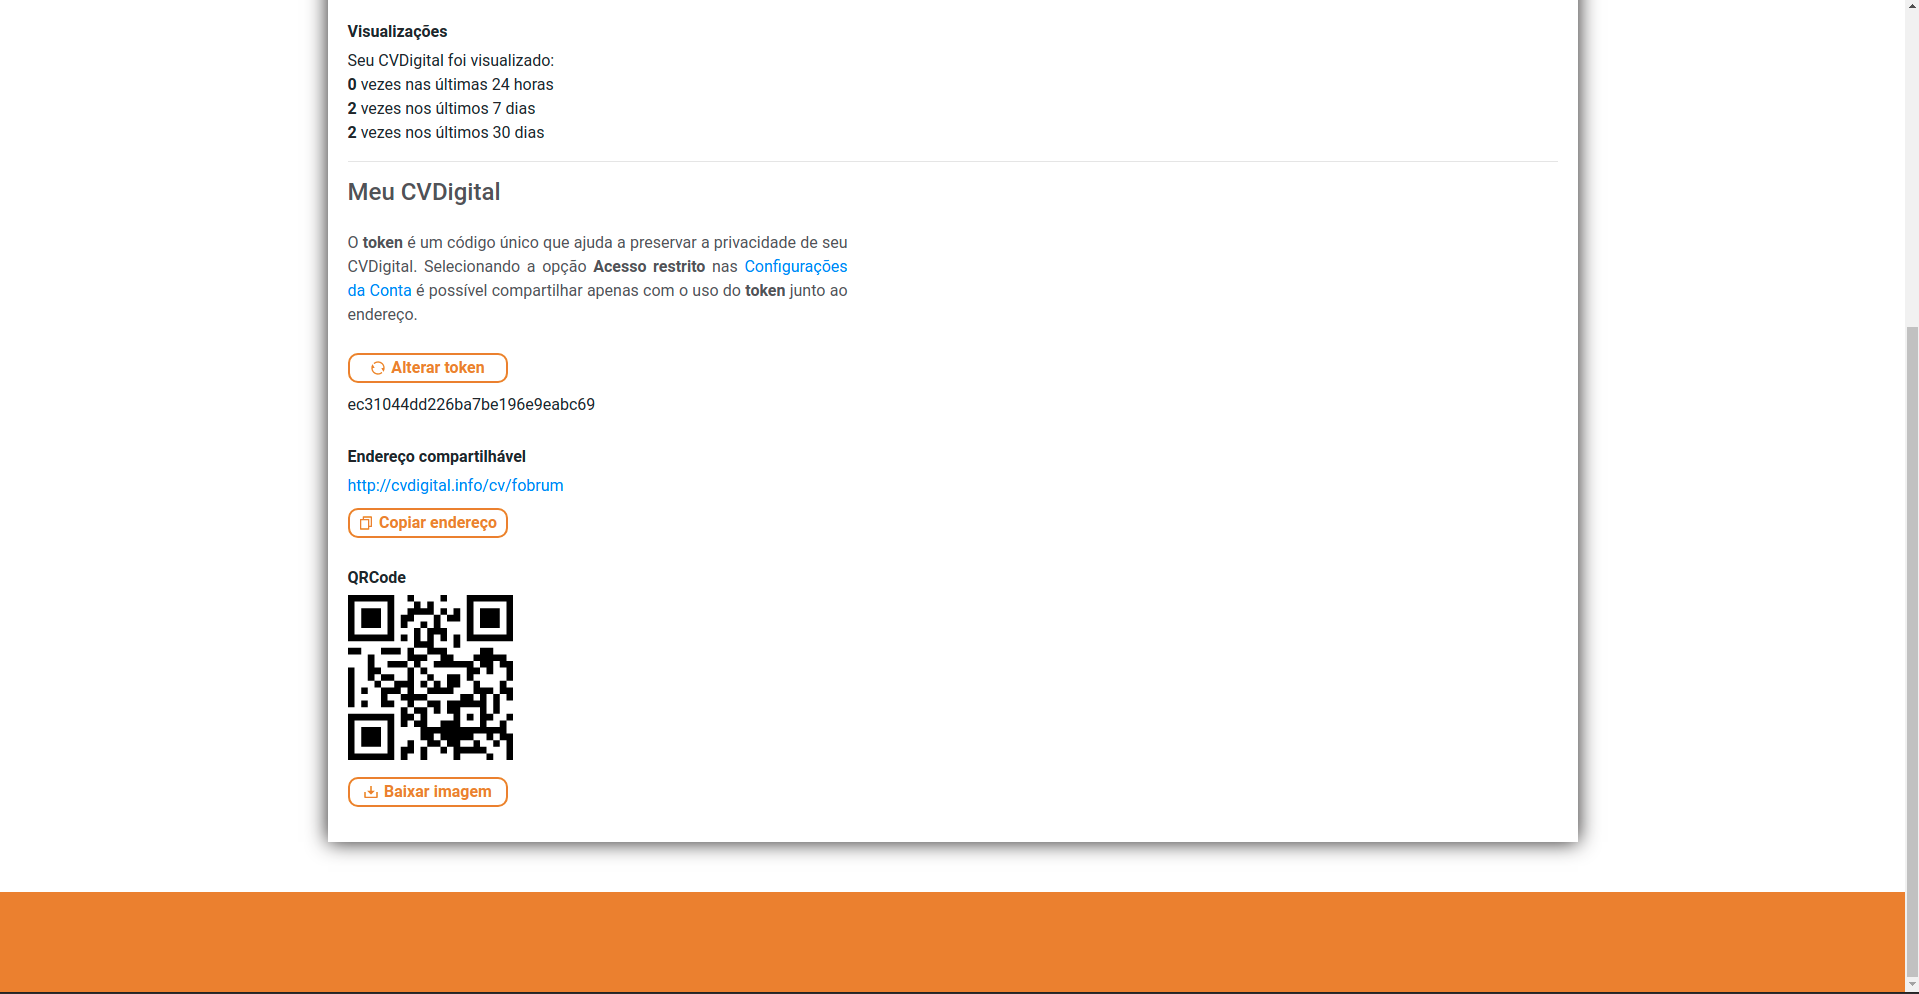 Visualizações
Seu CVDigital foi visualizado:
0 vezes nas últimas 24 horas
2 vezes nos últimos 7 dias
2 vezes nos últimos 30 dias
Meu CVDigital
O token é um código único que ajuda a preservar a privacidade de seu
CVDigital. Selecionando a opção Acesso restrito nas Configurações
da Conta é possível compartilhar apenas com o uso do token junto ao
endereço.
Alterar token
ec31044dd226ba7be196e9eabc69
Endereço compartilhável
http://cvdigital.info/cv/fobrum
Copiar endereço
QRCode
Baixar imagem